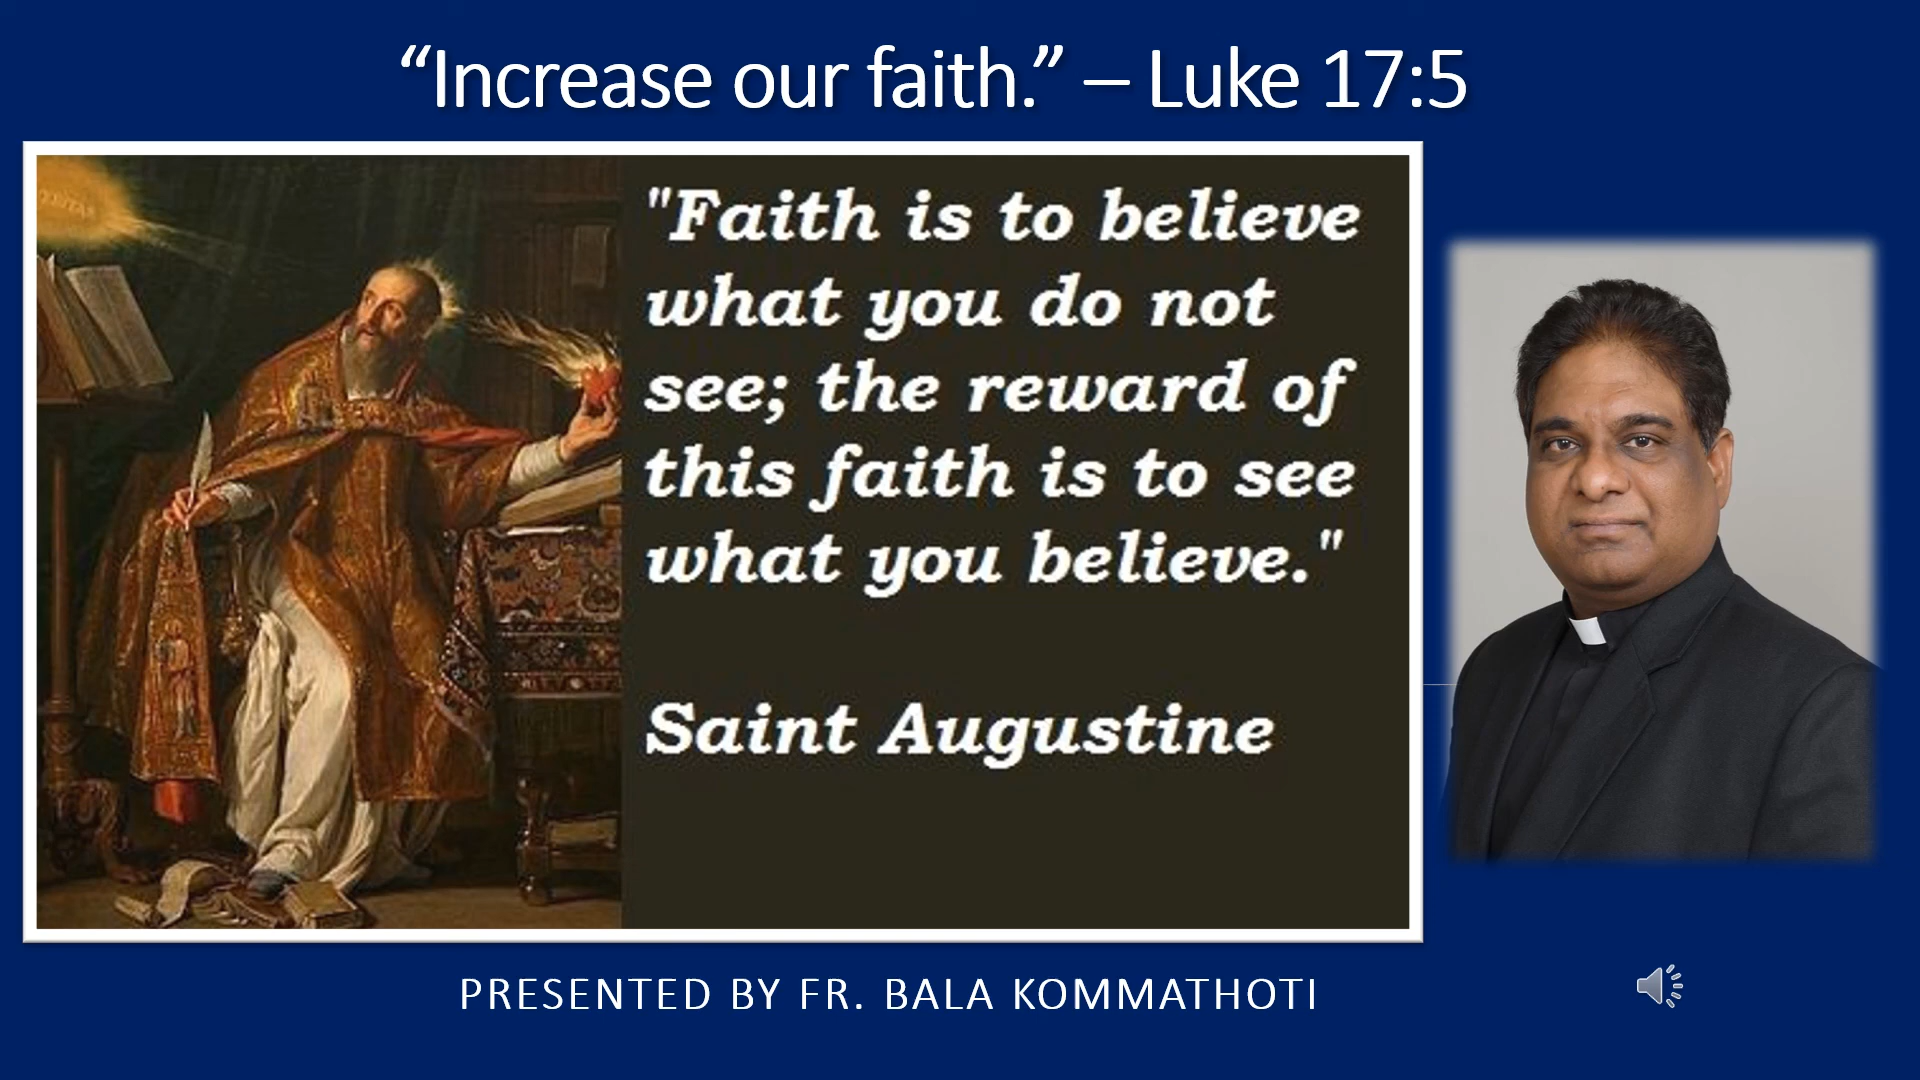 “Increase our faith.” – Luke 17:5
"Faith is to believe
what you do not
see; the reward of
this faith is to see
what you believe."
Saint Augustine
PRESENTED BY FR. BALA KOMMATHOTI